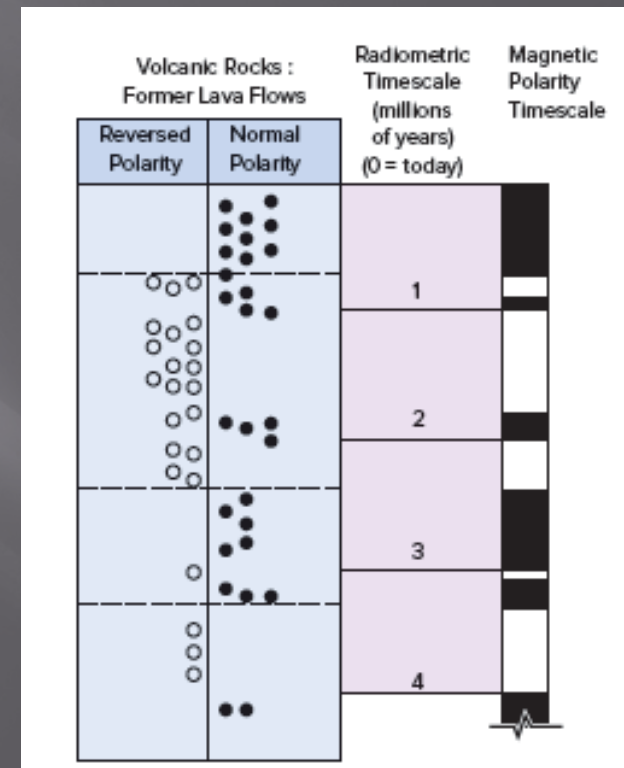 Volcanic Rocks :
Former Lava Flows
Reversed
Polarity
Normal
Polarity
Radiometric
Timescale
(millions
of years)
(0 = today)
Magnetic
Polarity
Timescale
1
2
3
4